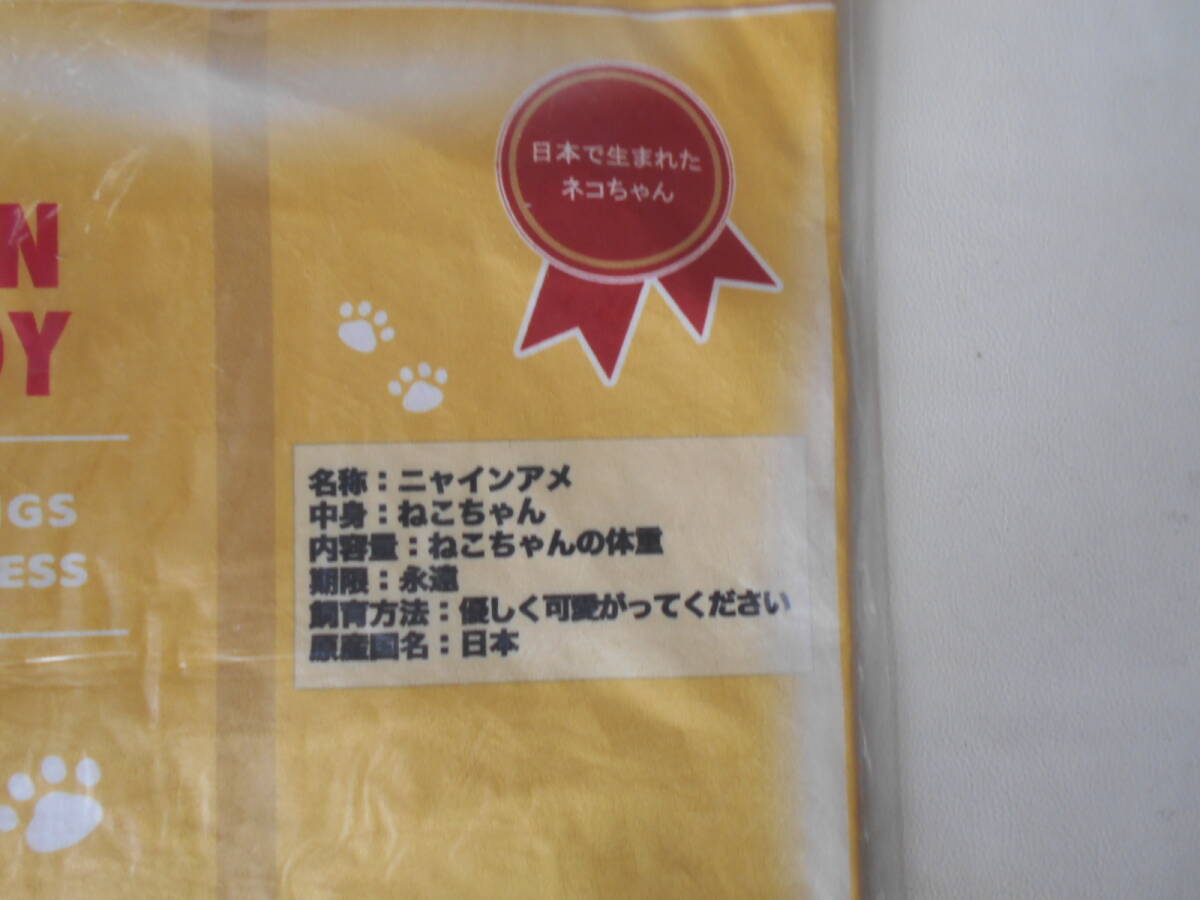 日本で生まれた
ネコちゃん
N
DY
UGS
ESS
名称：ニャインアメ
中身：ねこちゃん
内容量：ねこちゃんの体重
期限：永遠
飼育方法：優しく可愛がってください
原産国名：日本